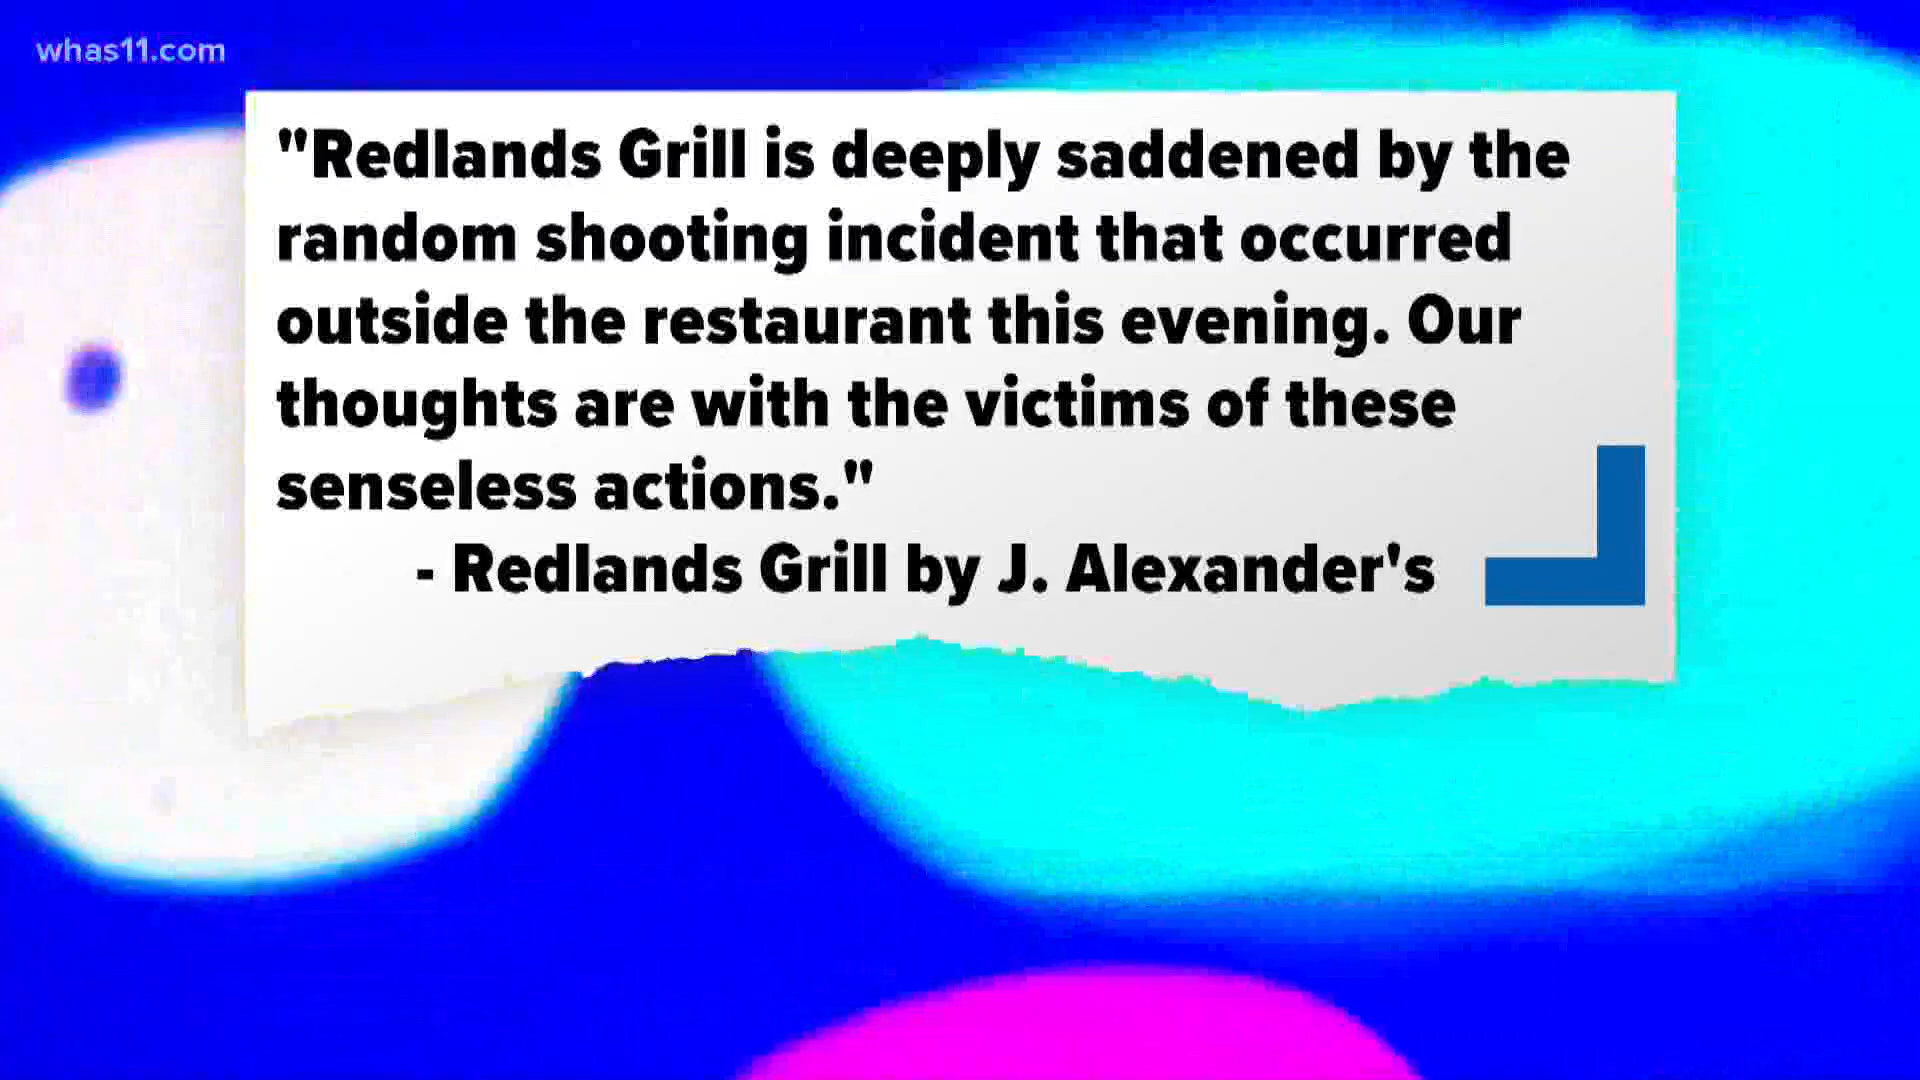 whas11.com
"Redlands Grill is deeply saddened by the
random shooting incident that occurred
outside the restaurant this evening. Our
thoughts are with the victims of these
senseless actions."
- Redlands Grill by J. Alexander's